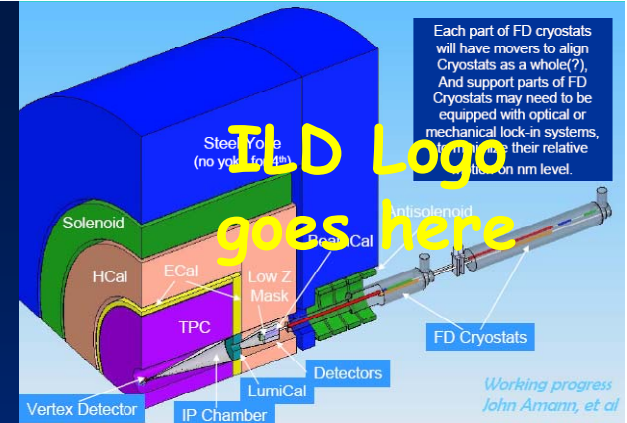 Each part of FD cryostats
will have movers to align
Cryostats as a whole(?),
And support parts of FD
Cryostats may need to be
equipped with optical or
mechanical lock-in systems,
their relative
on nm level.
Steel Yoke
(no yoke for 4th)
ILD Logo
goes here
Antisolenoid
Solenoid
BeamCal
HCal
ECal
Low Z
Mask
TPC
FD Cryostats
Detectors
LumiCal
Vertex Detector
IP Chamber
Working progress
John Amann, et al